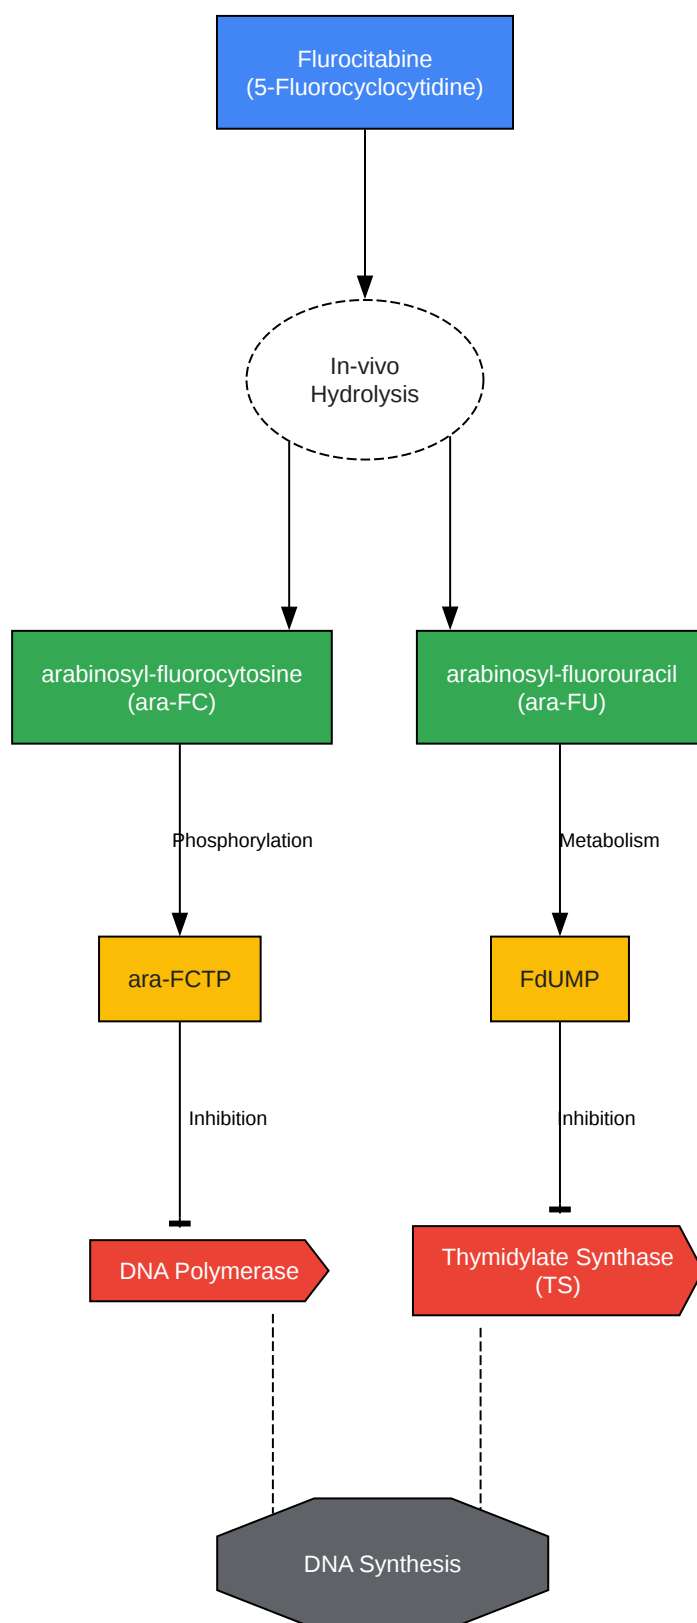 Flurocitabine
(5-Fluorocyclocytidine)
In-vivo
Hydrolysis
arabinosyl-fluorocytosine
(ara-FC)
arabinosyl-fluorouracil
(ara-FU)
Phosphorylation
Metabolism
ara-FCTP
FdUMP
Inhibition
Inhibition
DNA Polymerase
Thymidylate Synthase
(TS)
DNA Synthesis